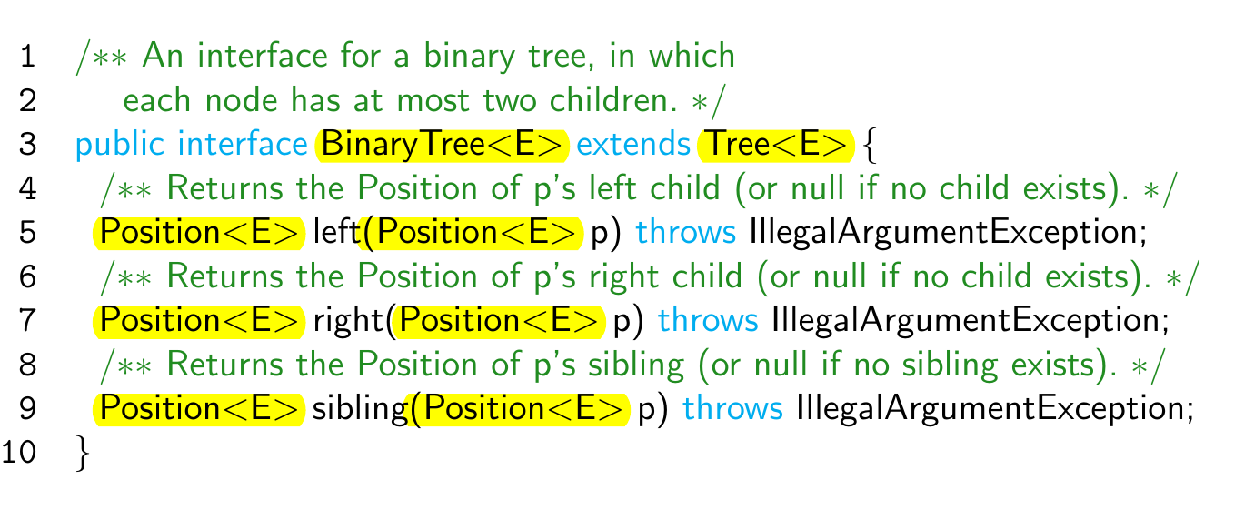 1 /** An interface for a binary tree, in which
2 each node has at most two children. */
3 public interface BinaryTree<E> extends Tree<E> {
4 /** Returns the Position of p's left child (or null if no child exists). */
5 Position<E> left(Position<E> p) throws IllegalArgumentException;
6 /** Returns the Position of p's right child (or null if no child exists). */
7 Position<E> right(Position<E> p) throws IllegalArgumentException;
8 /** Returns the Position of p's sibling (or null if no sibling exists). */
9 Position<E> sibling(Position<E> p) throws IllegalArgumentException;
10 }